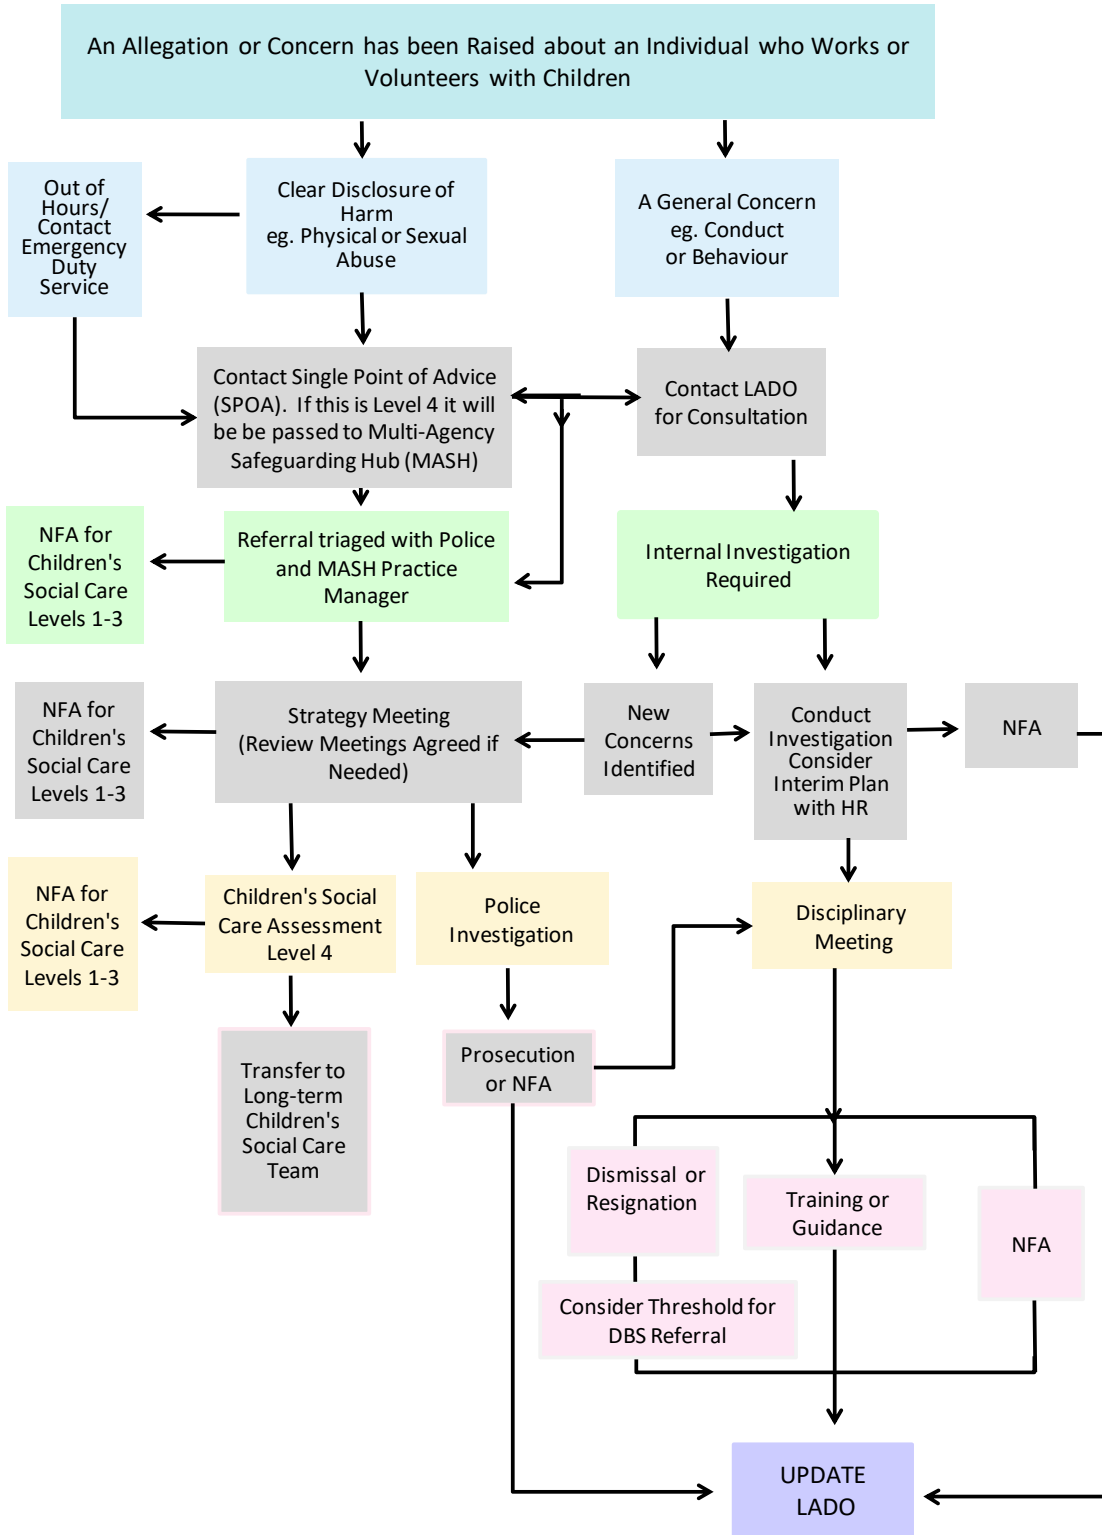 An Allegation or Concern has been Raised about an Individual who Works or
Volunteers with Children
Out of
Hours/
Contact
Emergency
Duty
Service
Clear Disclosure of
Harm
eg. Physical or Sexual
Abuse
A General Concern
eg. Conduct
or Behaviour
Contact Single Point of Advice
(SPOA). If this is Level 4 it will
be be passed to Multi-Agency
Safeguarding Hub (MASH)
Contact LADO
for Consultation
NFA for
Children's
Social Care
Levels 1-3
Referral triaged with Police
and MASH Practice
Manager
Internal Investigation
Required
NFA for
Children's
Social Care
Levels 1-3
Strategy Meeting
(Review Meetings Agreed if
Needed)
New
Concerns
Identified
Conduct
Investigation
Consider
Interim Plan
with HR
NFA
NFA for
Children's
Social Care
Levels 1-3
Children's Social
Care Assessment
Level 4
Police
Investigation
Disciplinary
Meeting
Transfer to
Long-term
Children's
Social Care
Team
Prosecution
or NFA
Dismissal or
Resignation
Training or
Guidance
NFA
Consider Threshold for
DBS Referral
UPDATE
LADO